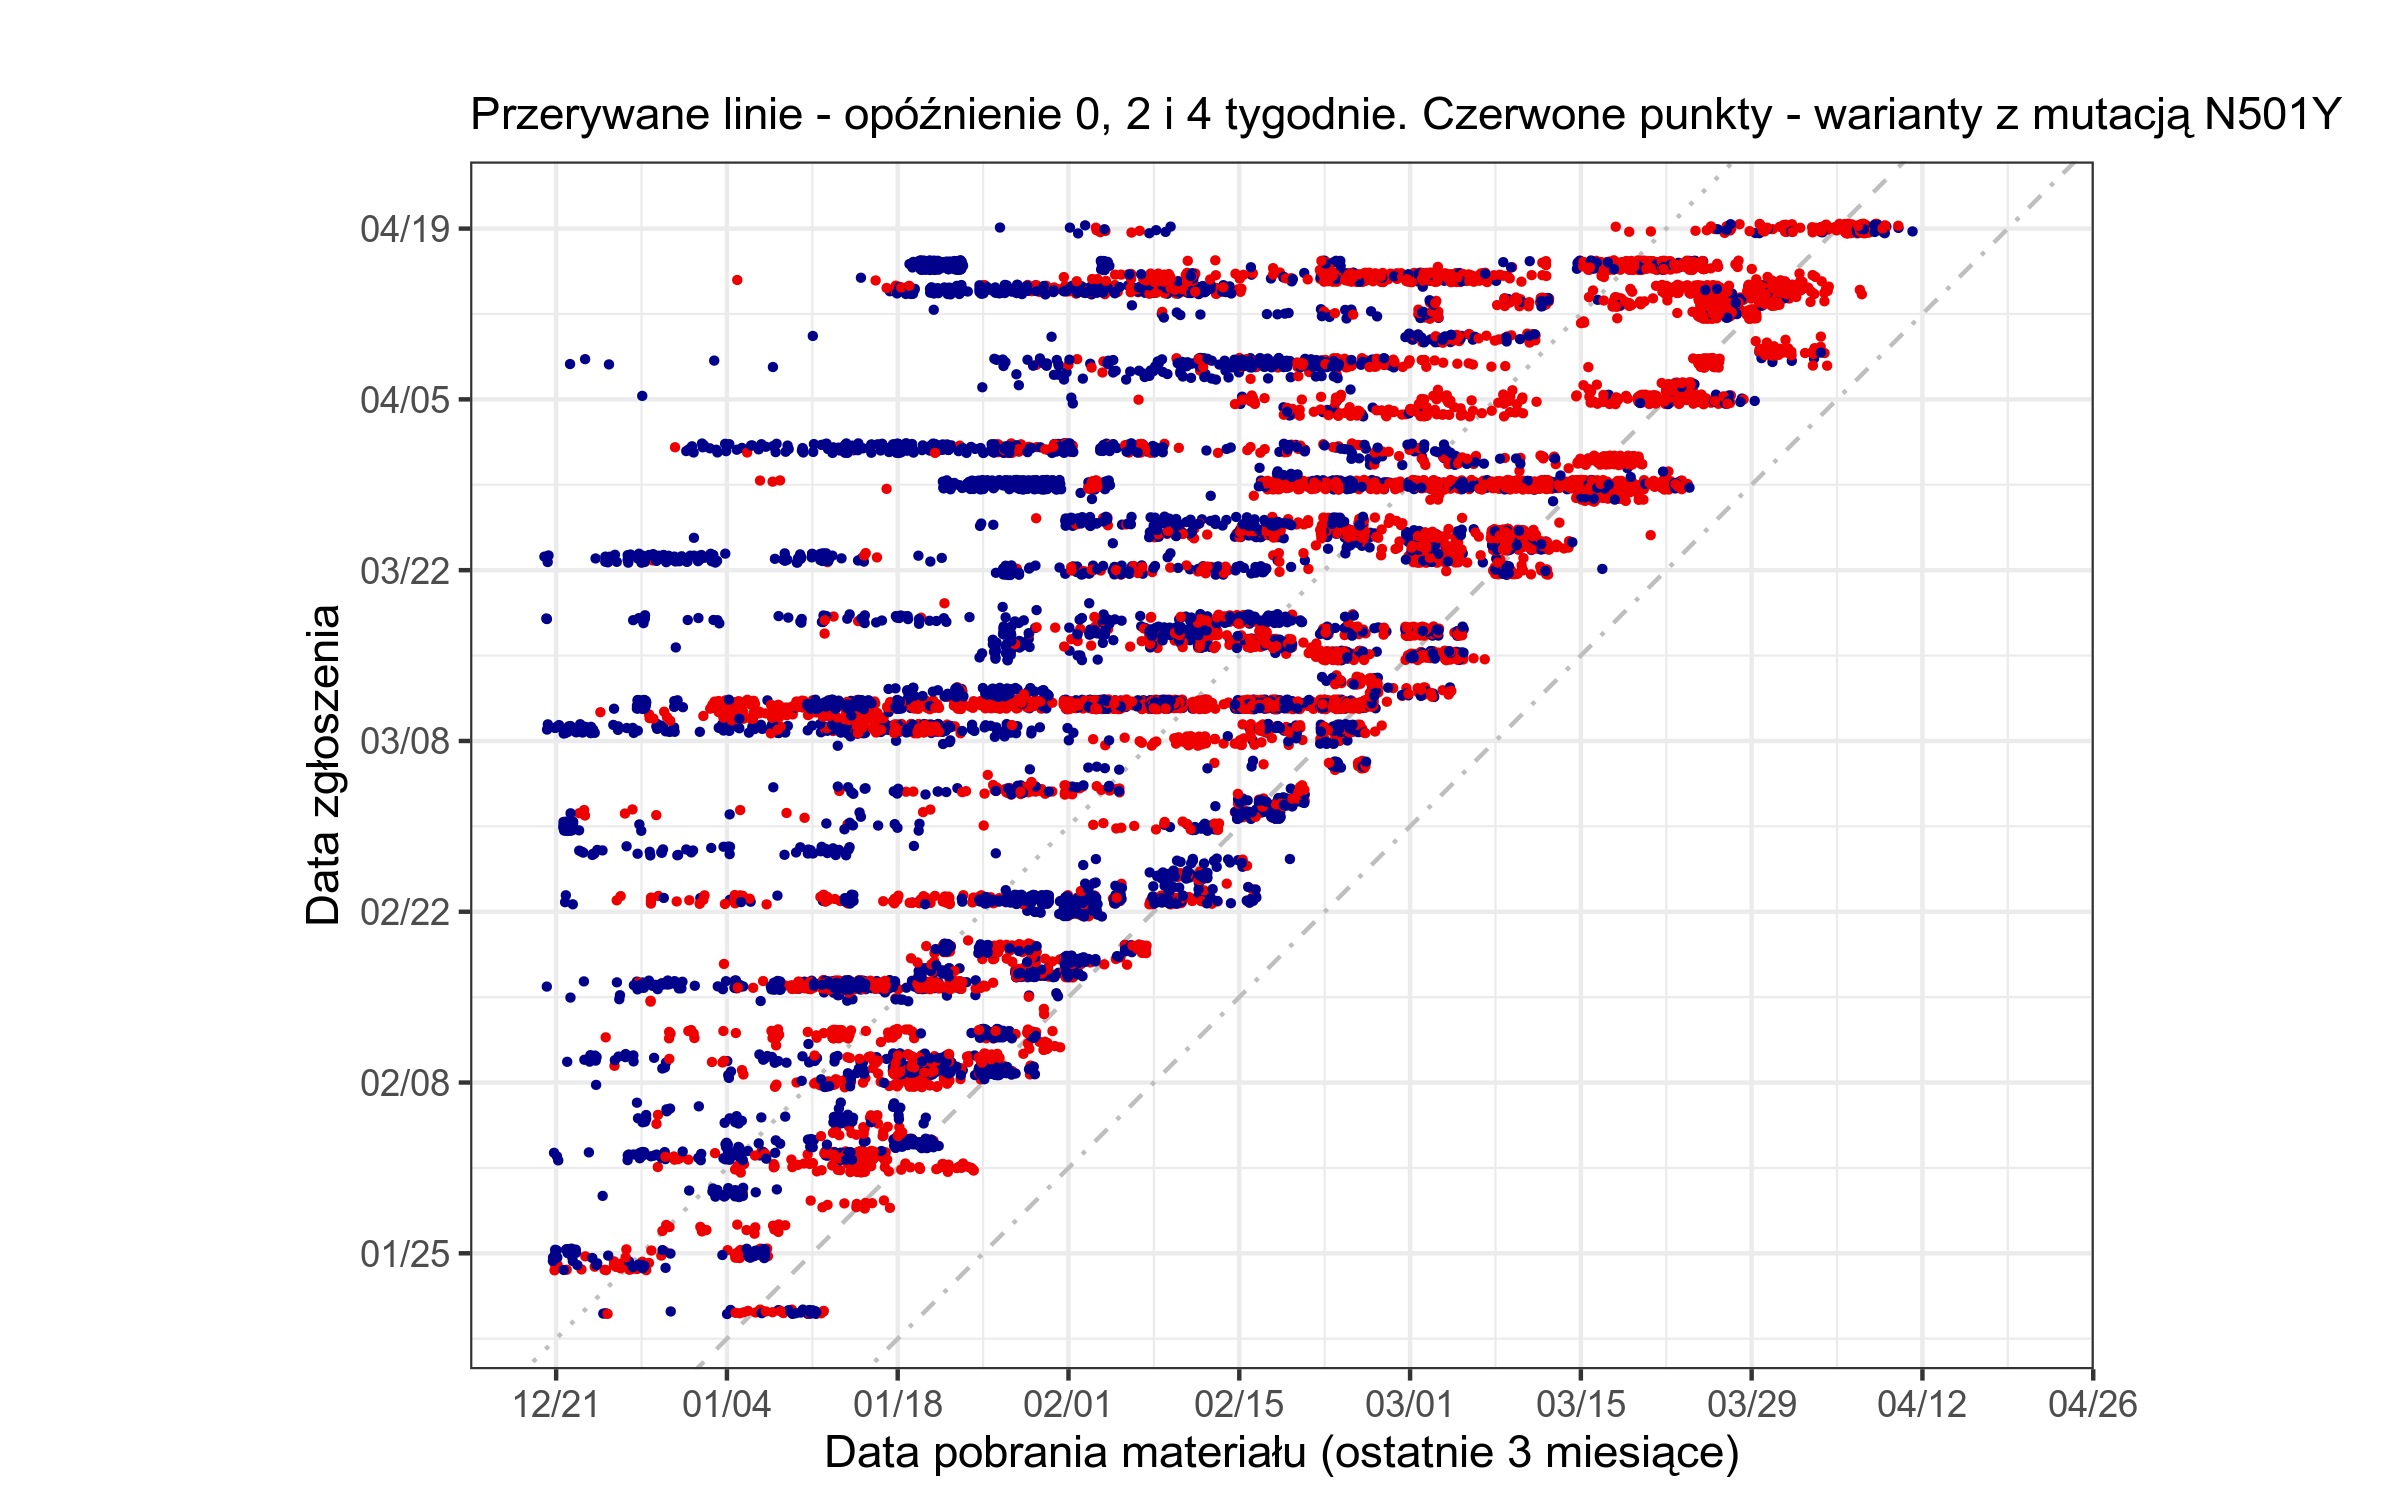 Przerywane linie - opóźnienie 0, 2 i 4 tygodnie. Czerwone punkty - warianty z mutacją N501Y
04/19
04/05
03/22
03/08
02/22
02/08
01/25
Data zgłoszenia
12/21 01/04 01/18 02/01 02/15 03/01 03/15 03/29 04/12 04/26
Data pobrania materiału (ostatnie 3 miesiące)